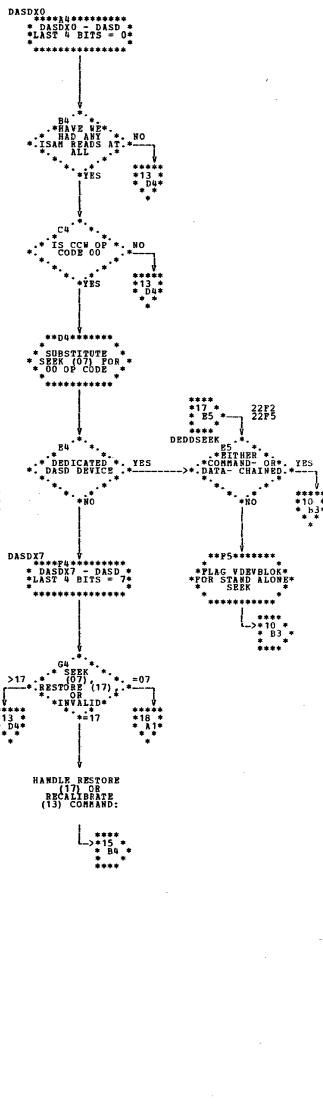 DASDX0
A4
DASDX0 - DASD
LAST 4 BITS = 0
B4
HAVE WE
HAD ANY
ISAM READS AT
ALL
NO
*13
D4*
YES
C4
IS CCW OP
CODE 00
NO
*13
D4*
YES
**D4*******
SUBSTITUTE
SEEK (07) FOR
00 OP CODE
*17
E5
22F2
22F5
DEDDSEEK
E4
DEDICATED
DASD DEVICE
YES
NO
E5
EITHER
COMMAND- OR
DATA- CHAINED
YES
*10
B3*
NO
DASDX7
****F4*********
DASDX7 - DASD
LAST 4 BITS = 7
**F5*******
FLAG VDEVBLOK
FOR STAND ALONE
SEEK
*10
B3
G4
SEEK
(07),
RESTORE (17),
OR
INVALID
>17
13
D4*
=07
*18
A1*
=17
HANDLE RESTORE
(17) OR
RECALIBRATE
(13) COMMAND:
*15
B4